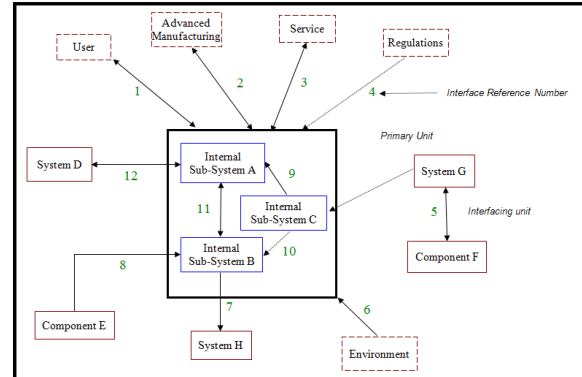 Advanced
Manufacturing
Service
User
Regulations
1
2
3
4
Interface Reference Number
Primary Unit
Internal
Sub-System A
System D
9
System G
12
Internal
Sub-System C
11
5
Interfacing unit
10
Internal
Sub-System B
8
Component F
7
6
Component E
System H
Environment